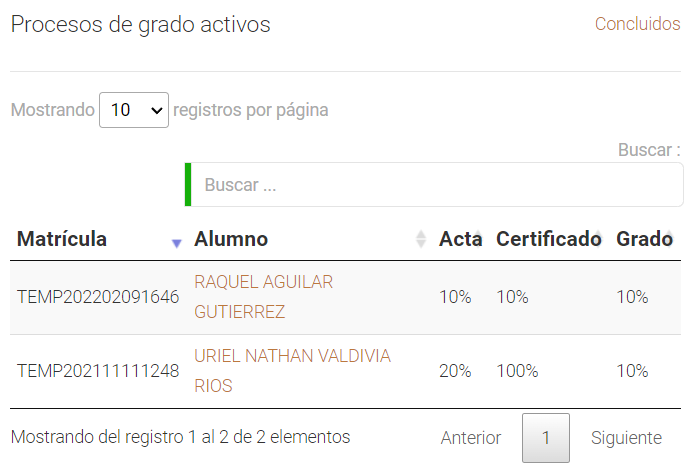 Procesos de grado activos Concluidos
Mostrando 10 registros por página
Buscar :
Buscar ...
Matrícula Alumno Acta Certificado Grado
TEMP202202091646 RAQUEL AGUILAR GUTIERREZ 10% 10% 10%
TEMP202111111248 URIEL NATHAN VALDIVIA RIOS 20% 100% 10%
Mostrando del registro 1 al 2 de 2 elementos Anterior 1 Siguiente